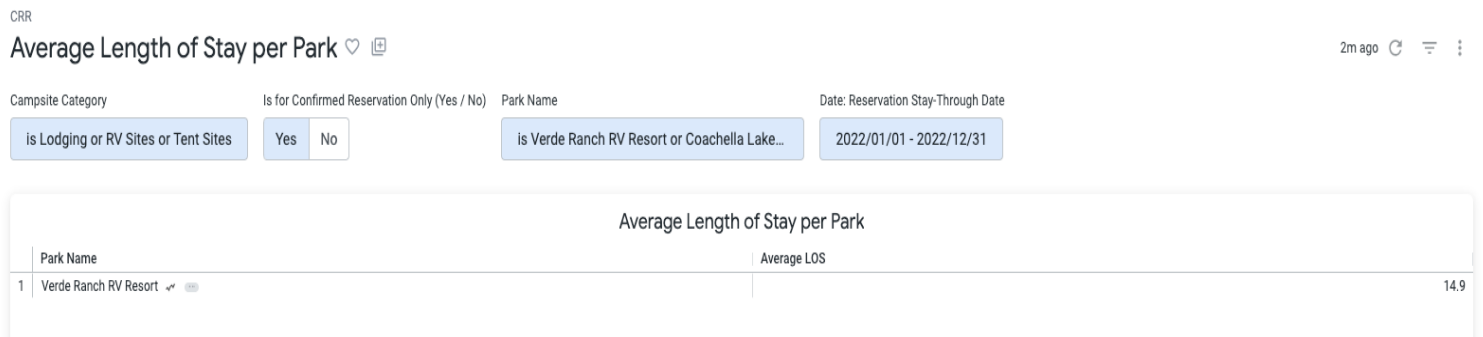 CRR
Average Length of Stay per Park
2m ago
Campsite Category
Is for Confirmed Reservation Only (Yes / No)
Park Name
Date: Reservation Stay-Through Date
is Lodging or RV Sites or Tent Sites
Yes
No
is Verde Ranch RV Resort or Coachella Lake...
2022/01/01 - 2022/12/31
Average Length of Stay per Park
Park Name
Average LOS
1 Verde Ranch RV Resort
14.9